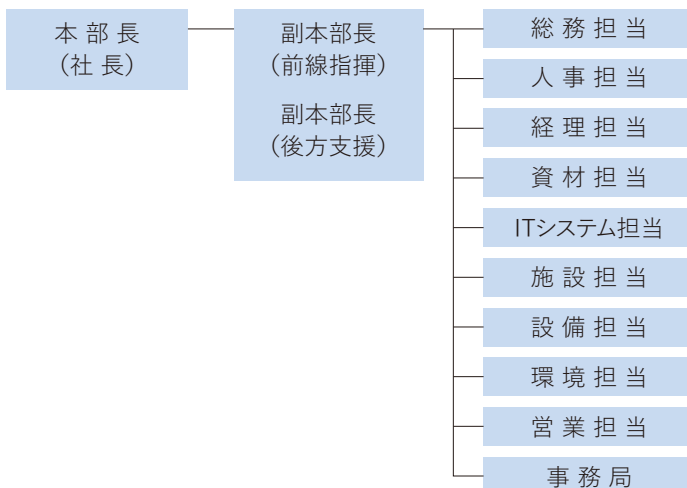 本部長
（社長）
副本部長
（前線指揮）
副本部長
（後方支援）
総務担当
人事担当
経理担当
資材担当
ITシステム担当
施設担当
設備担当
環境担当
営業担当
事務局